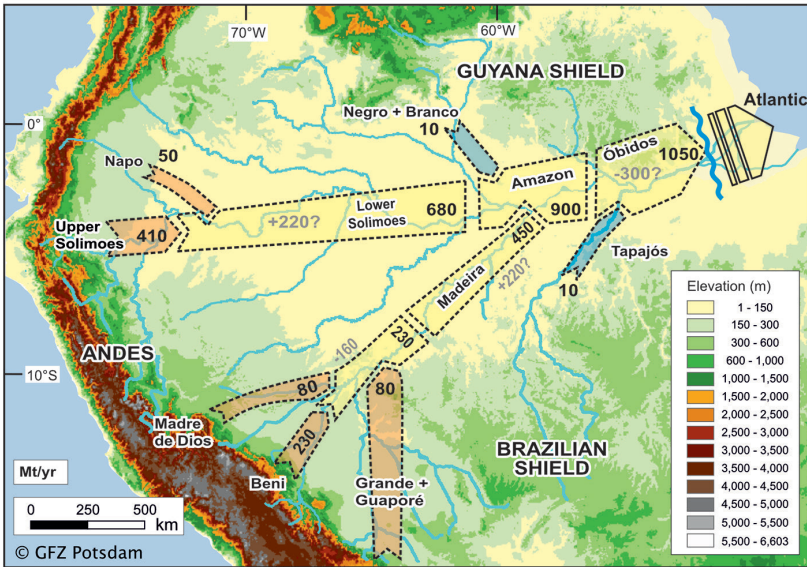 70°W
60°W
GUYANA SHIELD
Negro + Branco
10
Atlantic
0°
Napo
50
Óbidos
1050
-300?
Amazon
900
Lower
Solimoes
680
+220?
Upper
Solimoes
410
450
Madeira
+220?
Tapajós
10
230
-160
80
80
230
ANDES
10°S
Madre
de Dios
Beni
Grande +
Guaporé
BRAZILIAN
SHIELD
Mt/yr
0 250 500
km
© GFZ Potsdam
Elevation (m)
1 - 150
150 - 300
300 - 600
600 - 1,000
1,000 - 1,500
1,500 - 2,000
2,000 - 2,500
2,500 - 3,000
3,000 - 3,500
3,500 - 4,000
4,000 - 4,500
4,500 - 5,000
5,000 - 5,500
5,500 - 6,603